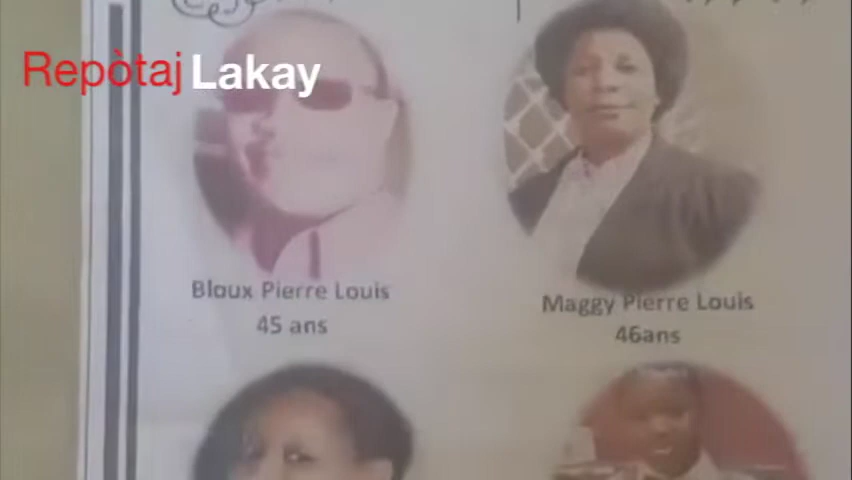 Repòtaj Lakay
Bloux Pierre Louis
45 ans
Maggy Pierre Louis
46ans